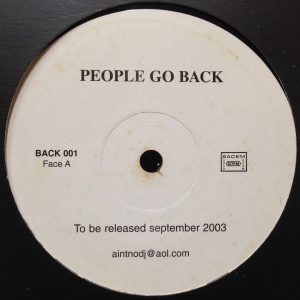 PEOPLE GO BACK
BACK 001
Face A
SACEM
To be released september 2003
aintnodj@aol.com